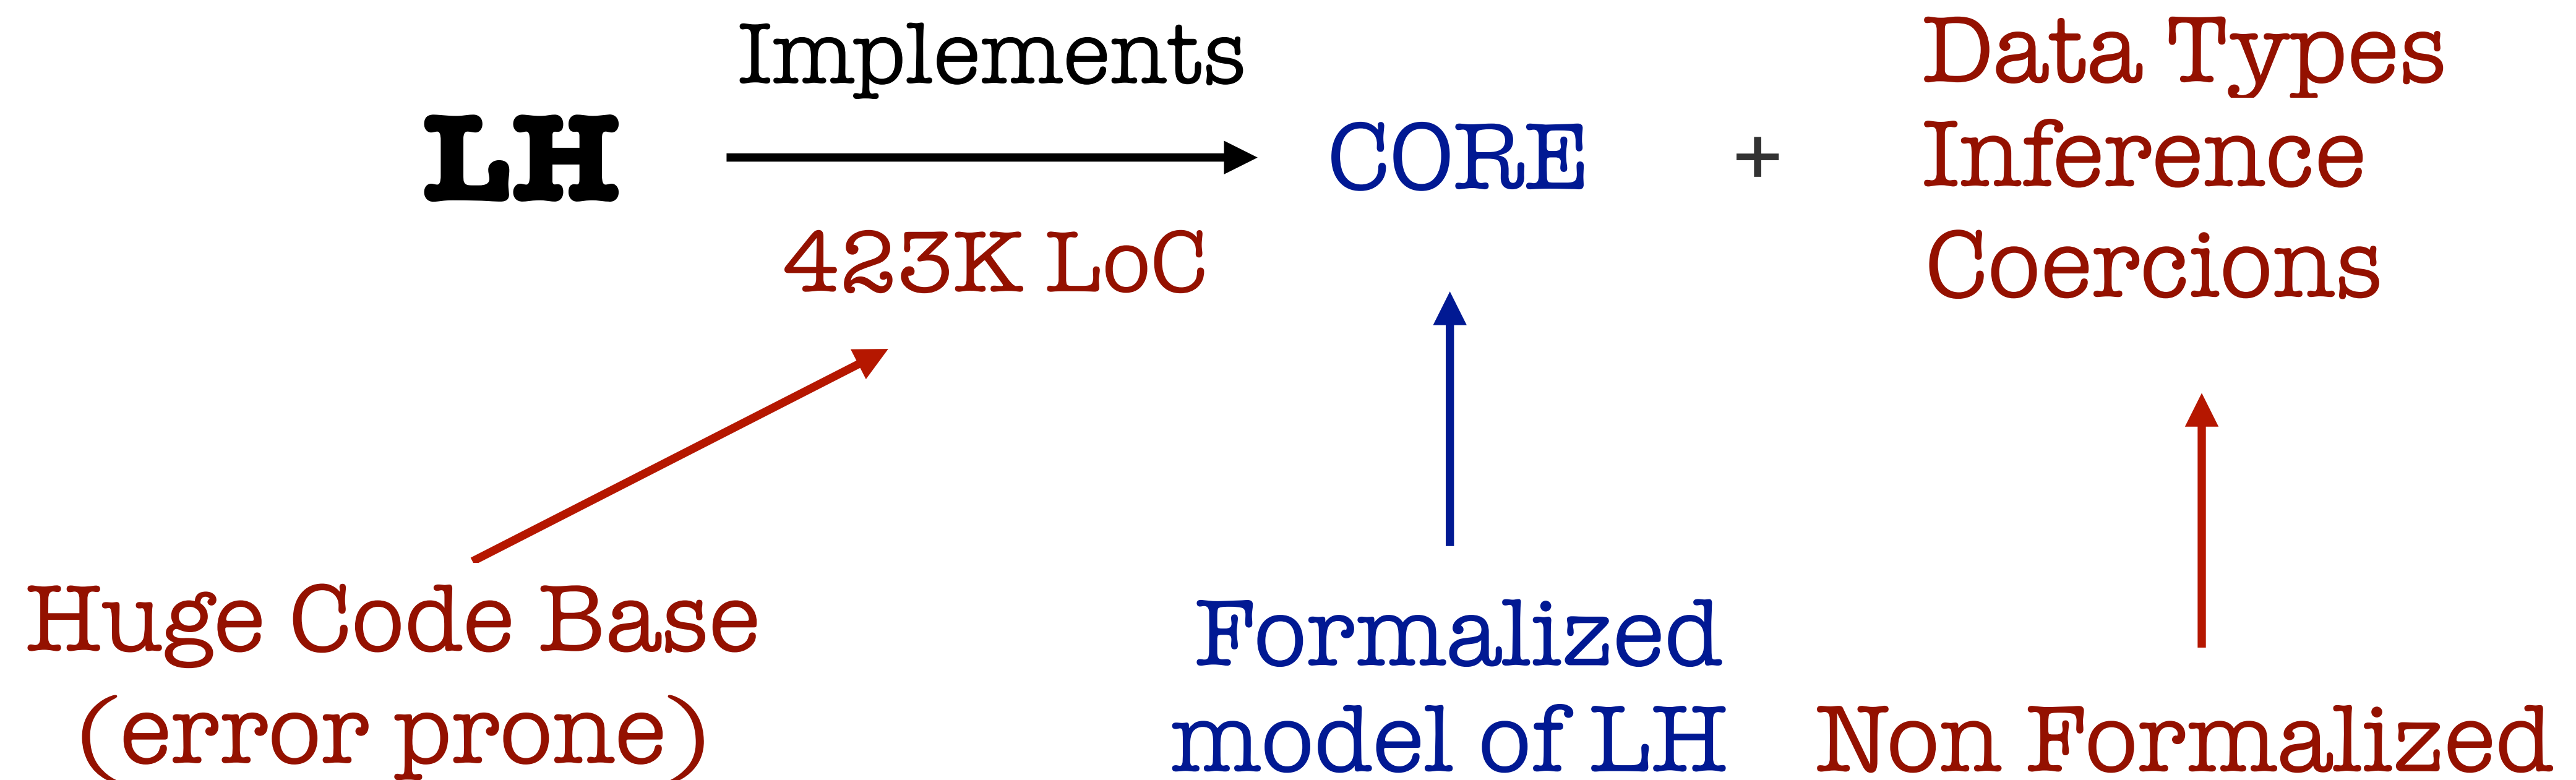 Implements
LH
CORE
+
423K LoC
Data Types
Inference
Coercions
Huge Code Base
(error prone)
Formalized
model of LH
Non Formalized